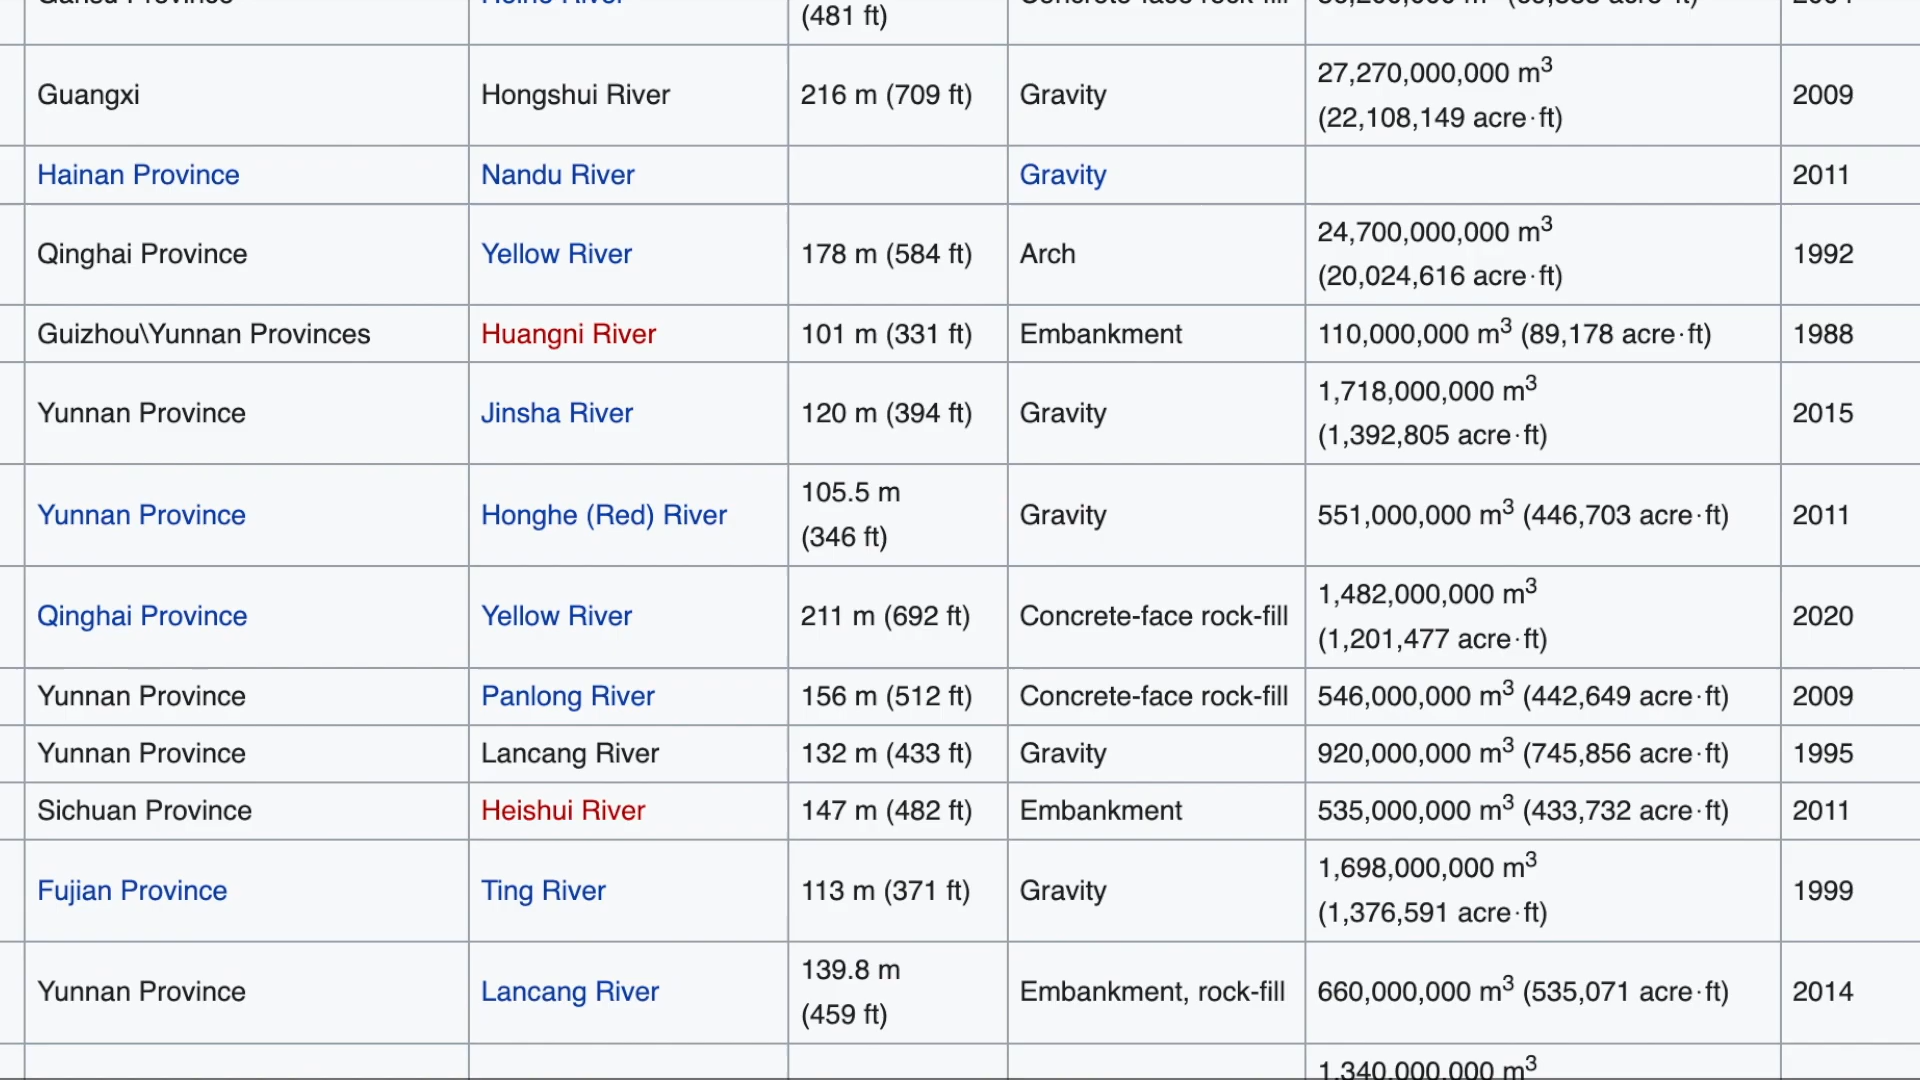 (481 ft)
Guangxi
Hongshui River
216 m (709 ft)
Gravity
27,270,000,000 m³
(22,108,149 acre·ft)
2009
Hainan Province
Nandu River
Gravity
2011
Qinghai Province
Yellow River
178 m (584 ft)
Arch
24,700,000,000 m³
(20,024,616 acre·ft)
1992
Guizhou\Yunnan Provinces
Huangni River
101 m (331 ft)
Embankment
110,000,000 m³ (89,178 acre·ft)
1988
Yunnan Province
Jinsha River
120 m (394 ft)
Gravity
1,718,000,000 m³
(1,392,805 acre·ft)
2015
Yunnan Province
Honghe (Red) River
105.5 m
(346 ft)
Gravity
551,000,000 m³ (446,703 acre·ft)
2011
Qinghai Province
Yellow River
211 m (692 ft)
Concrete-face rock-fill
1,482,000,000 m³
(1,201,477 acre·ft)
2020
Yunnan Province
Panlong River
156 m (512 ft)
Concrete-face rock-fill
546,000,000 m³ (442,649 acre·ft)
2009
Yunnan Province
Lancang River
132 m (433 ft)
Gravity
920,000,000 m³ (745,856 acre·ft)
1995
Sichuan Province
Heishui River
147 m (482 ft)
Embankment
535,000,000 m³ (433,732 acre·ft)
2011
Fujian Province
Ting River
113 m (371 ft)
Gravity
1,698,000,000 m³
(1,376,591 acre·ft)
1999
Yunnan Province
Lancang River
139.8 m
(459 ft)
Embankment, rock-fill
660,000,000 m³ (535,071 acre·ft)
2014
1,340,000,000 m³